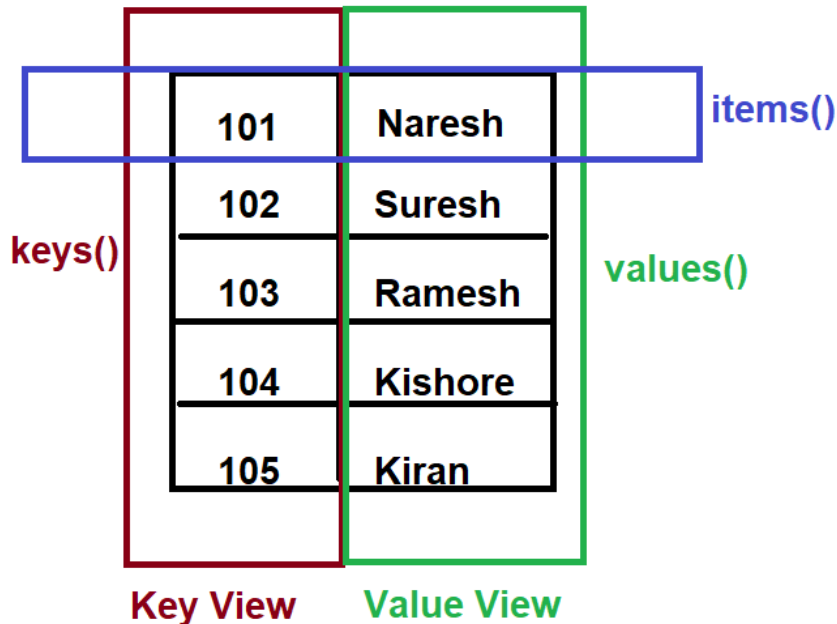 101 Naresh items()
102 Suresh
keys()
values()
103 Ramesh
104 Kishore
105 Kiran
Key View Value View